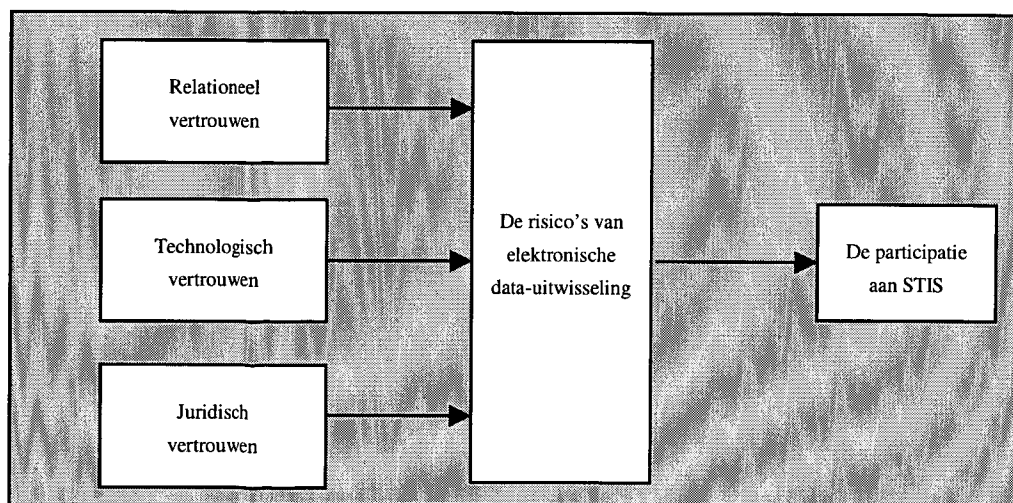 Relationeel
vertrouwen
Technologisch
vertrouwen
Juridisch
vertrouwen
De risico's van
elektronische
data-uitwisseling
De participatie
aan STIS